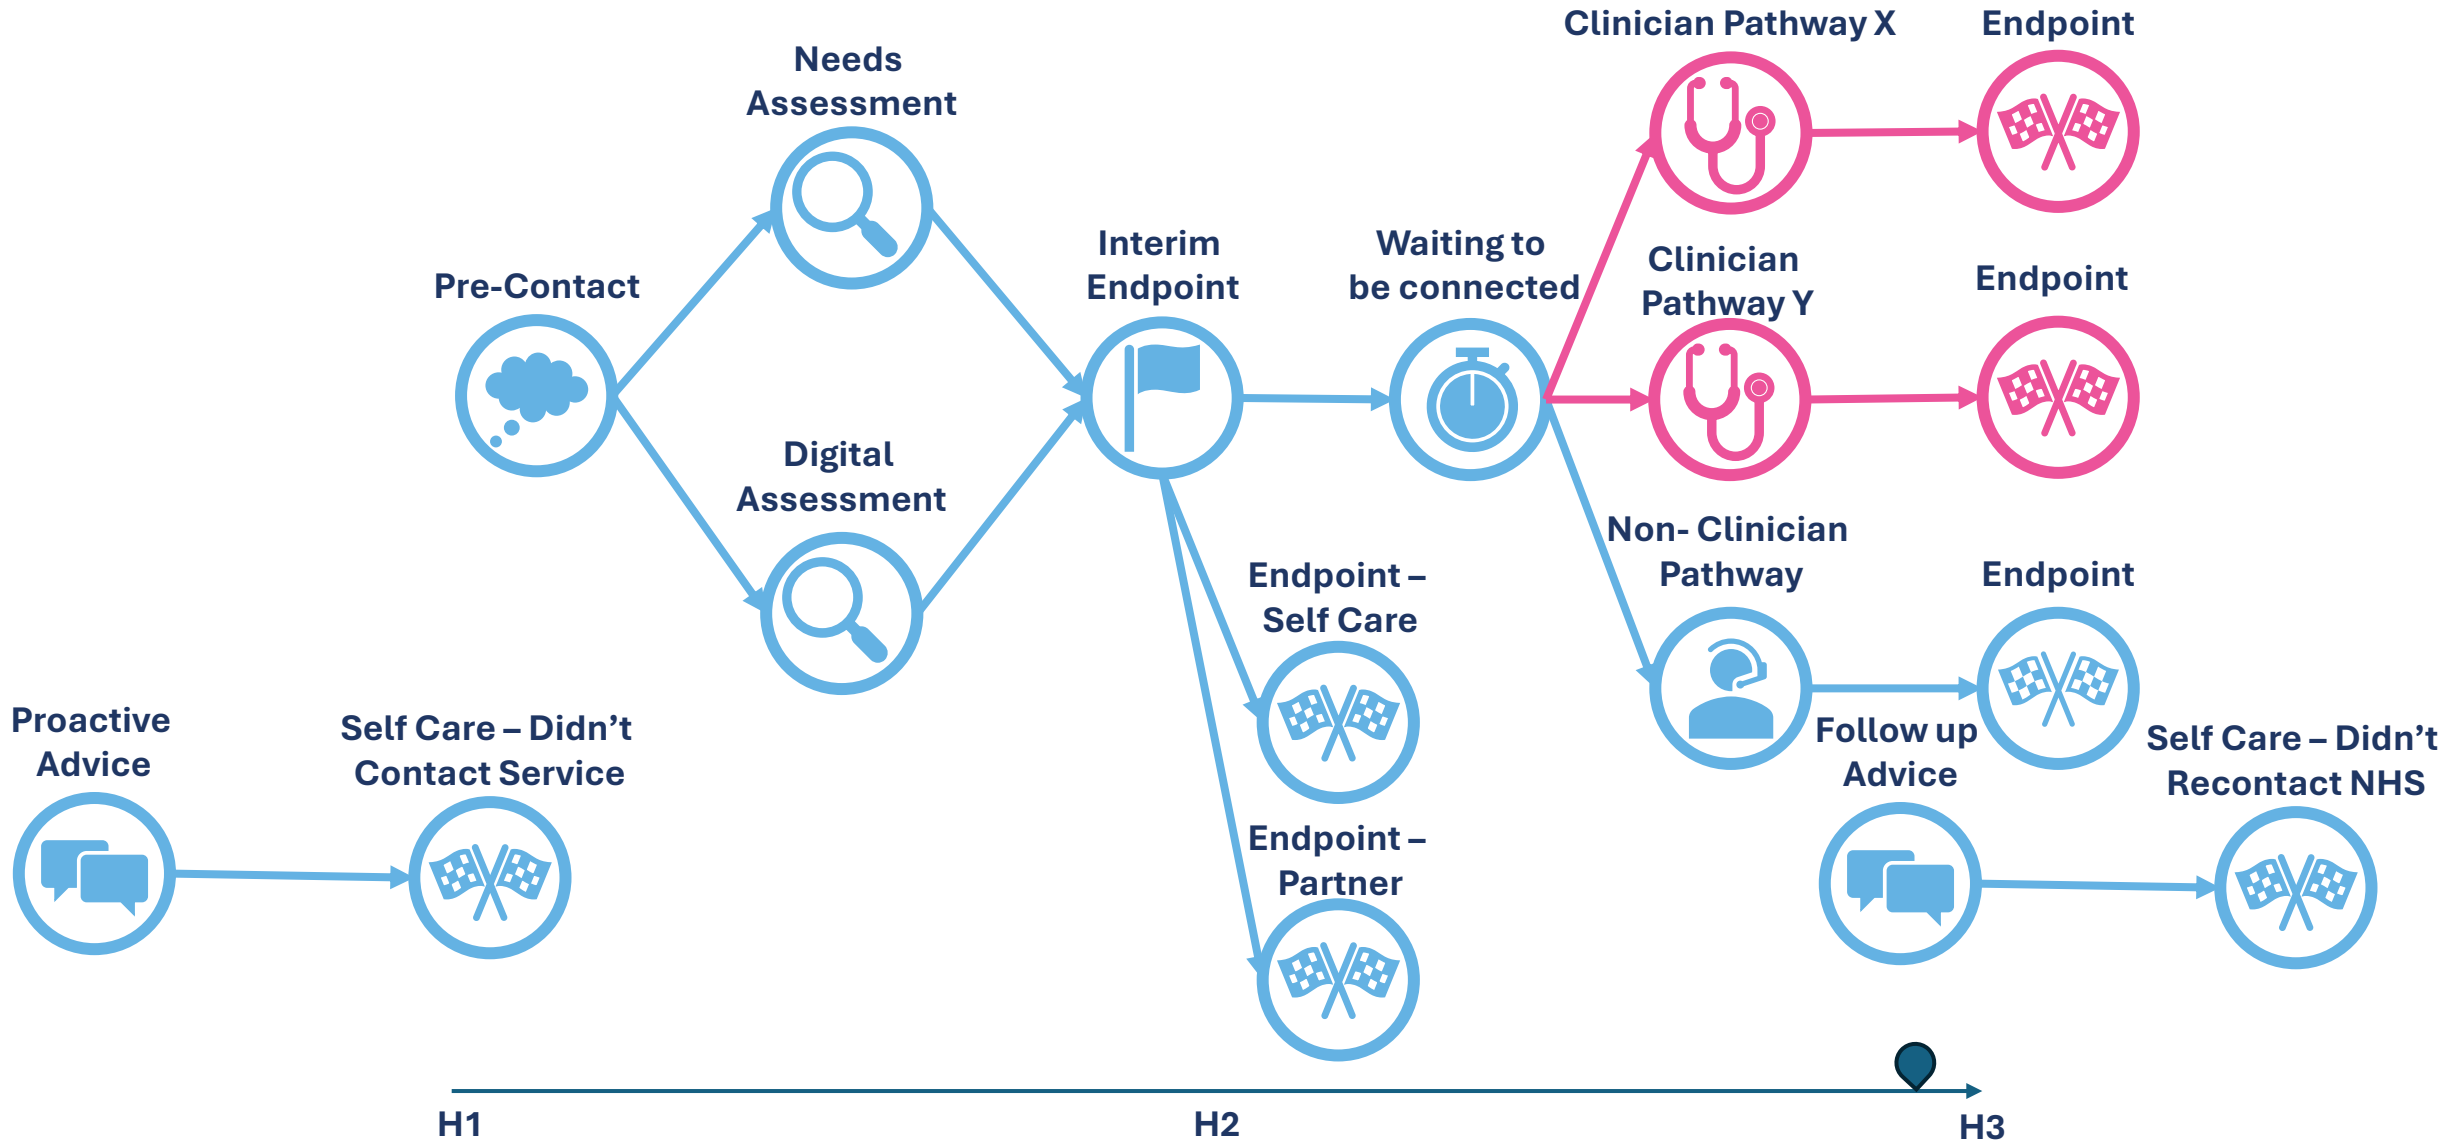 Clinician Pathway X
Endpoint
Needs
Assessment
Pre-Contact
Interim
Endpoint
Waiting to
be connected
Clinician
Pathway Y
Endpoint
Digital
Assessment
Non- Clinician
Pathway
Endpoint
Endpoint –
Self Care
Proactive
Advice
Self Care – Didn’t
Contact Service
Follow up
Advice
Self Care – Didn’t
Recontact NHS
Endpoint –
Partner
H1
H2
H3